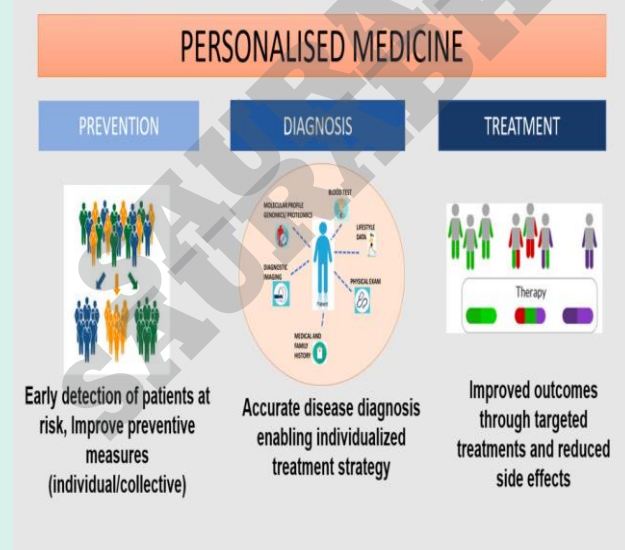 PERSONALISED MEDICINE
PREVENTION
DIAGNOSIS
TREATMENT
BLOOD TEST
MOLECULAR PROFILE
GENOMICS/ PROTEOMICS
LIFESTYLE
DATA
DIAGNOSTIC
IMAGING
PHYSICAL EXAM
Patient
MEDICAL AND
FAMILY
HISTORY
Therapy
Early detection of patients at
risk, Improve preventive
measures
(individual/collective)
Accurate disease diagnosis
enabling individualized
treatment strategy
Improved outcomes
through targeted
treatments and reduced
side effects
SAURABH